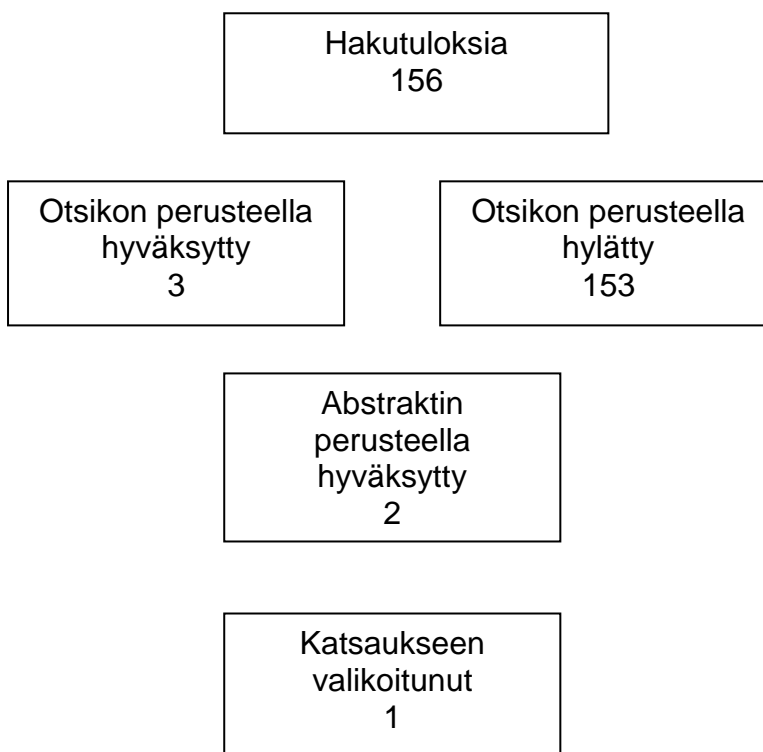 Hakutuloksia
156
Otsikon perusteella
hyväksytty
3
Otsikon perusteella
hylätty
153
Abstraktin
perusteella
hyväksytty
2
Katsaukseen
valikoitunut
1